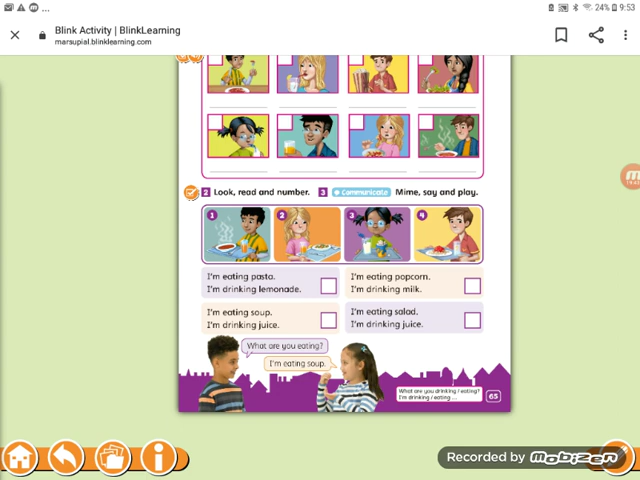 ... 24% 9:53
Blink Activity | BlinkLearning
marsupial.blinklearning.com
2 Look, read and number. 3 Communicate Mime, say and play.
1 2 3 4
I'm eating pasta.
I'm drinking lemonade.
I'm eating popcorn.
I'm drinking milk.
I'm eating soup.
I'm drinking juice.
I'm eating salad.
I'm drinking juice.
What are you eating?
I'm eating soup.
What are you drinking / eating?
I'm drinking / eating ...
65
Recorded by Mobizen